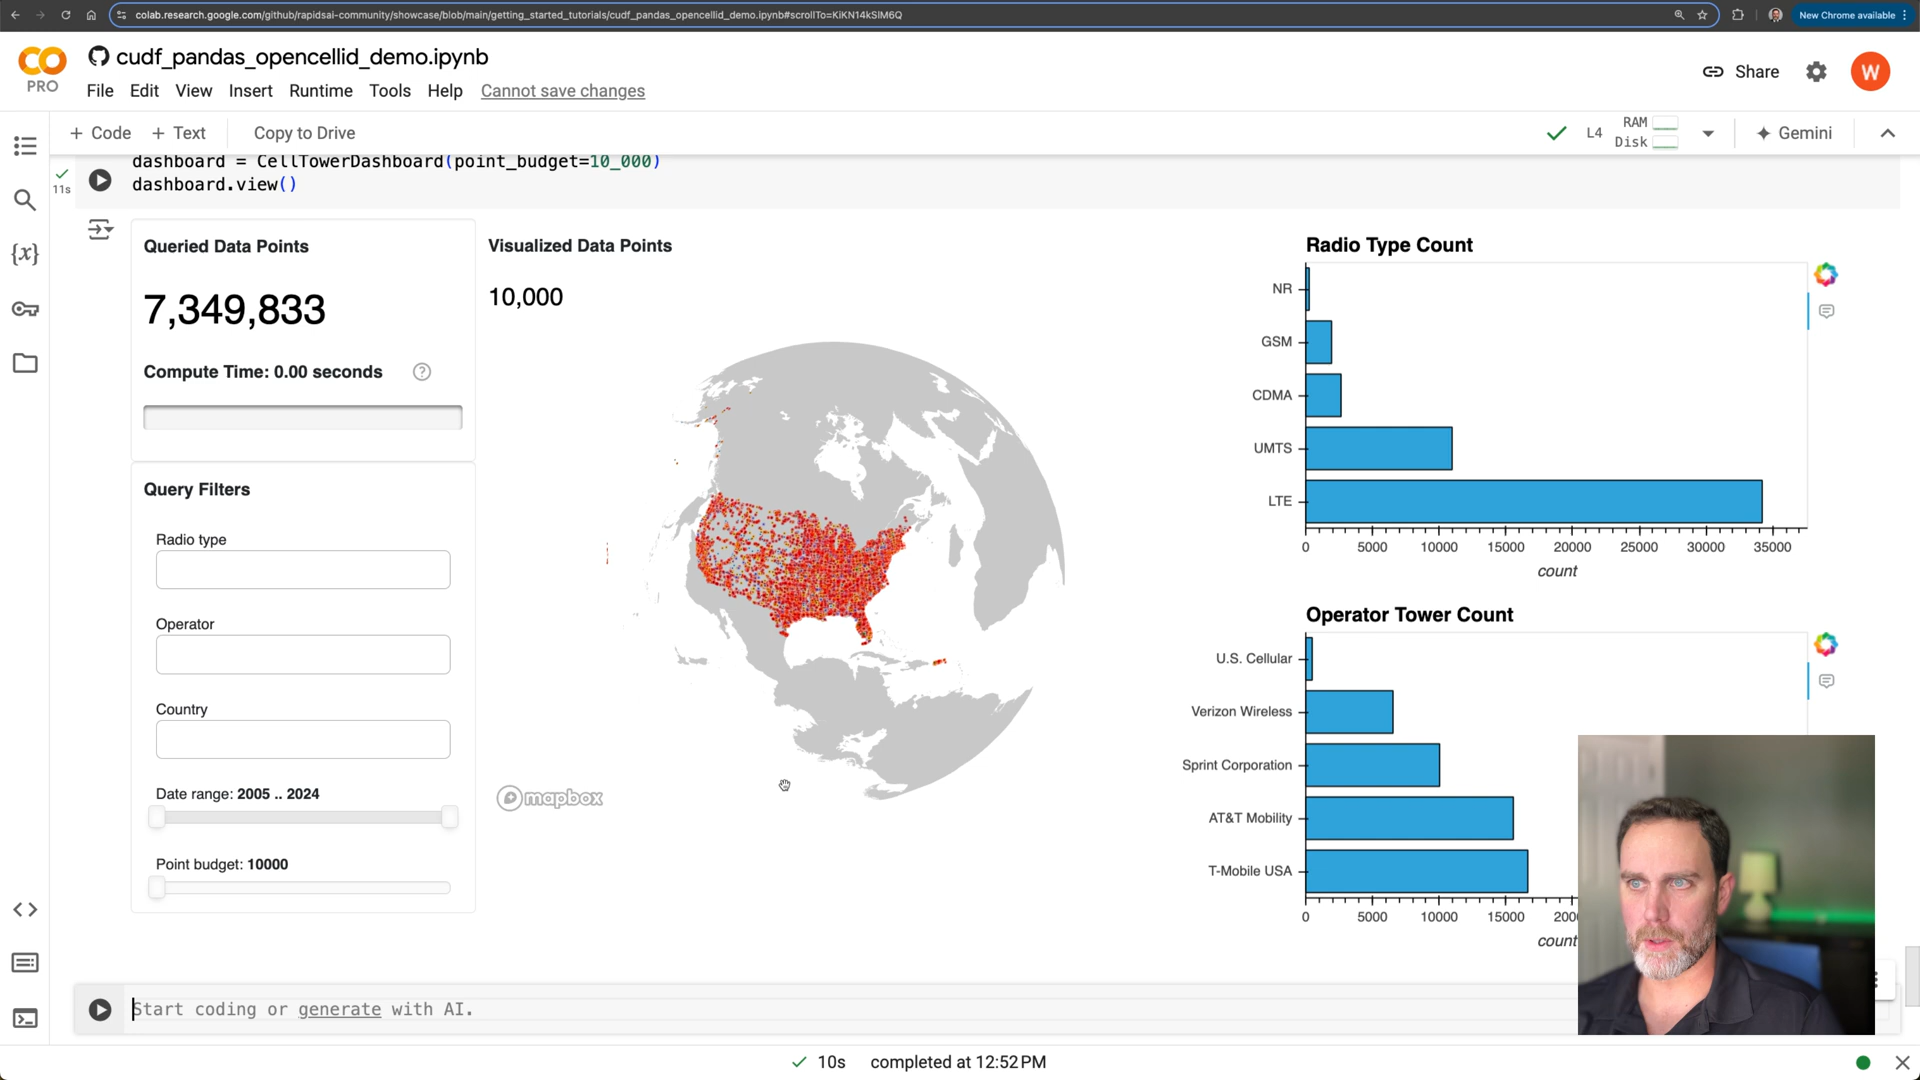 colab.research.google.com/github/rapidsai-community/showcase/blob/main/getting_started_tutorials/cudf_pandas_opencellid_demo.ipynb#scrollTo=KiKN14kSIM6Q
New Chrome available
PRO
cudf_pandas_opencellid_demo.ipynb
File Edit View Insert Runtime Tools Help Cannot save changes
Share
W
+ Code + Text Copy to Drive
L4
RAM
Disk
Gemini
11s
dashboard = CellTowerDashboard(point_budget=10_000)
dashboard.view()
Queried Data Points
7,349,833
Compute Time: 0.00 seconds
?
Query Filters
Radio type
Operator
Country
Date range: 2005 .. 2024
Point budget: 10000
Visualized Data Points
10,000
mapbox
Radio Type Count
NR
GSM
CDMA
UMTS
LTE
0 5000 10000 15000 20000 25000 30000 35000
count
Operator Tower Count
U.S. Cellular
Verizon Wireless
Sprint Corporation
AT&T Mobility
T-Mobile USA
0 5000 10000 15000 200
count
Start coding or generate with AI.
10s completed at 12:52 PM